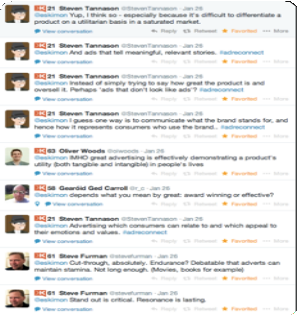 21 Steven Tannason @StevenTannason · Jan 26
@eskimon Yup, I think so - especially because it's difficult to differentiate a
product on a utilitarian basis in a saturated market.
View conversation Reply Retweet Favorited More
21 Steven Tannason @StevenTannason · Jan 26
@eskimon And ads that tell meaningful, relevant stories. #adreconnect
View conversation Reply Retweet Favorited More
21 Steven Tannason @StevenTannason · Jan 26
@eskimon Instead of simply trying to say how great the product is and
oversell it. Perhaps 'ads that don't look like ads'? #adreconnect
View conversation Reply Retweet Favorited More
21 Steven Tannason @StevenTannason · Jan 26
@eskimon I guess one way is to communicate what the brand stands for, and
hence how it represents consumers who use the brand.. #adreconnect
View conversation Reply Retweet Favorited More
63 Oliver Woods @oiwoods · Jan 26
@eskimon IMHO great advertising is effectively demonstrating a product's
utility (both tangible and intangible) in people's lives
View conversation Reply Retweet Favorited More
58 Gearóid Ged Carroll @r_c · Jan 26
@eskimon depends what you mean by great: award winning or effective?
View conversation Reply Retweet Favorited More
21 Steven Tannason @StevenTannason · Jan 26
@eskimon Advertising which consumers can relate to and which appeal to
their emotions and values. #adreconnect
View conversation Reply Retweet Favorited More
61 Steve Furman @stevefurman · Jan 26
@eskimon Cut-through, absolutely. Endurance? Debatable that adverts can
maintain stamina. Not long enough. (Movies, books for example)
View conversation Reply Retweet Favorited More
61 Steve Furman @stevefurman · Jan 26
@eskimon Stand out is critical. Resonance is lasting.
View conversation Reply Retweet Favorited More